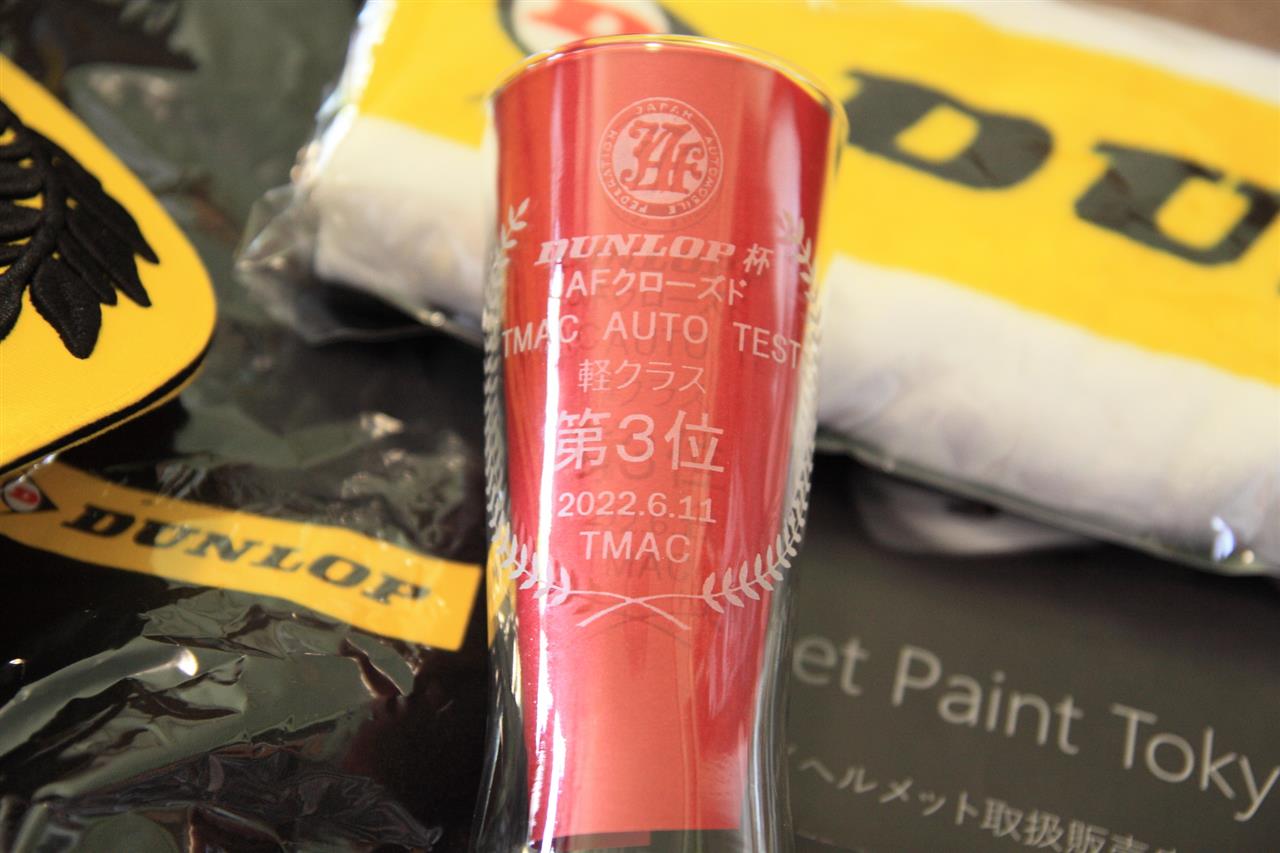 JAPAN AUTOMOBILE FEDERATION
JAF
DUNLOP 杯
JAFクローズド
TMAC AUTO TEST
軽クラス
第3位
2022.6.11
TMAC
DUNLOP
DU
et Paint Toky
ヘルメット取扱販売